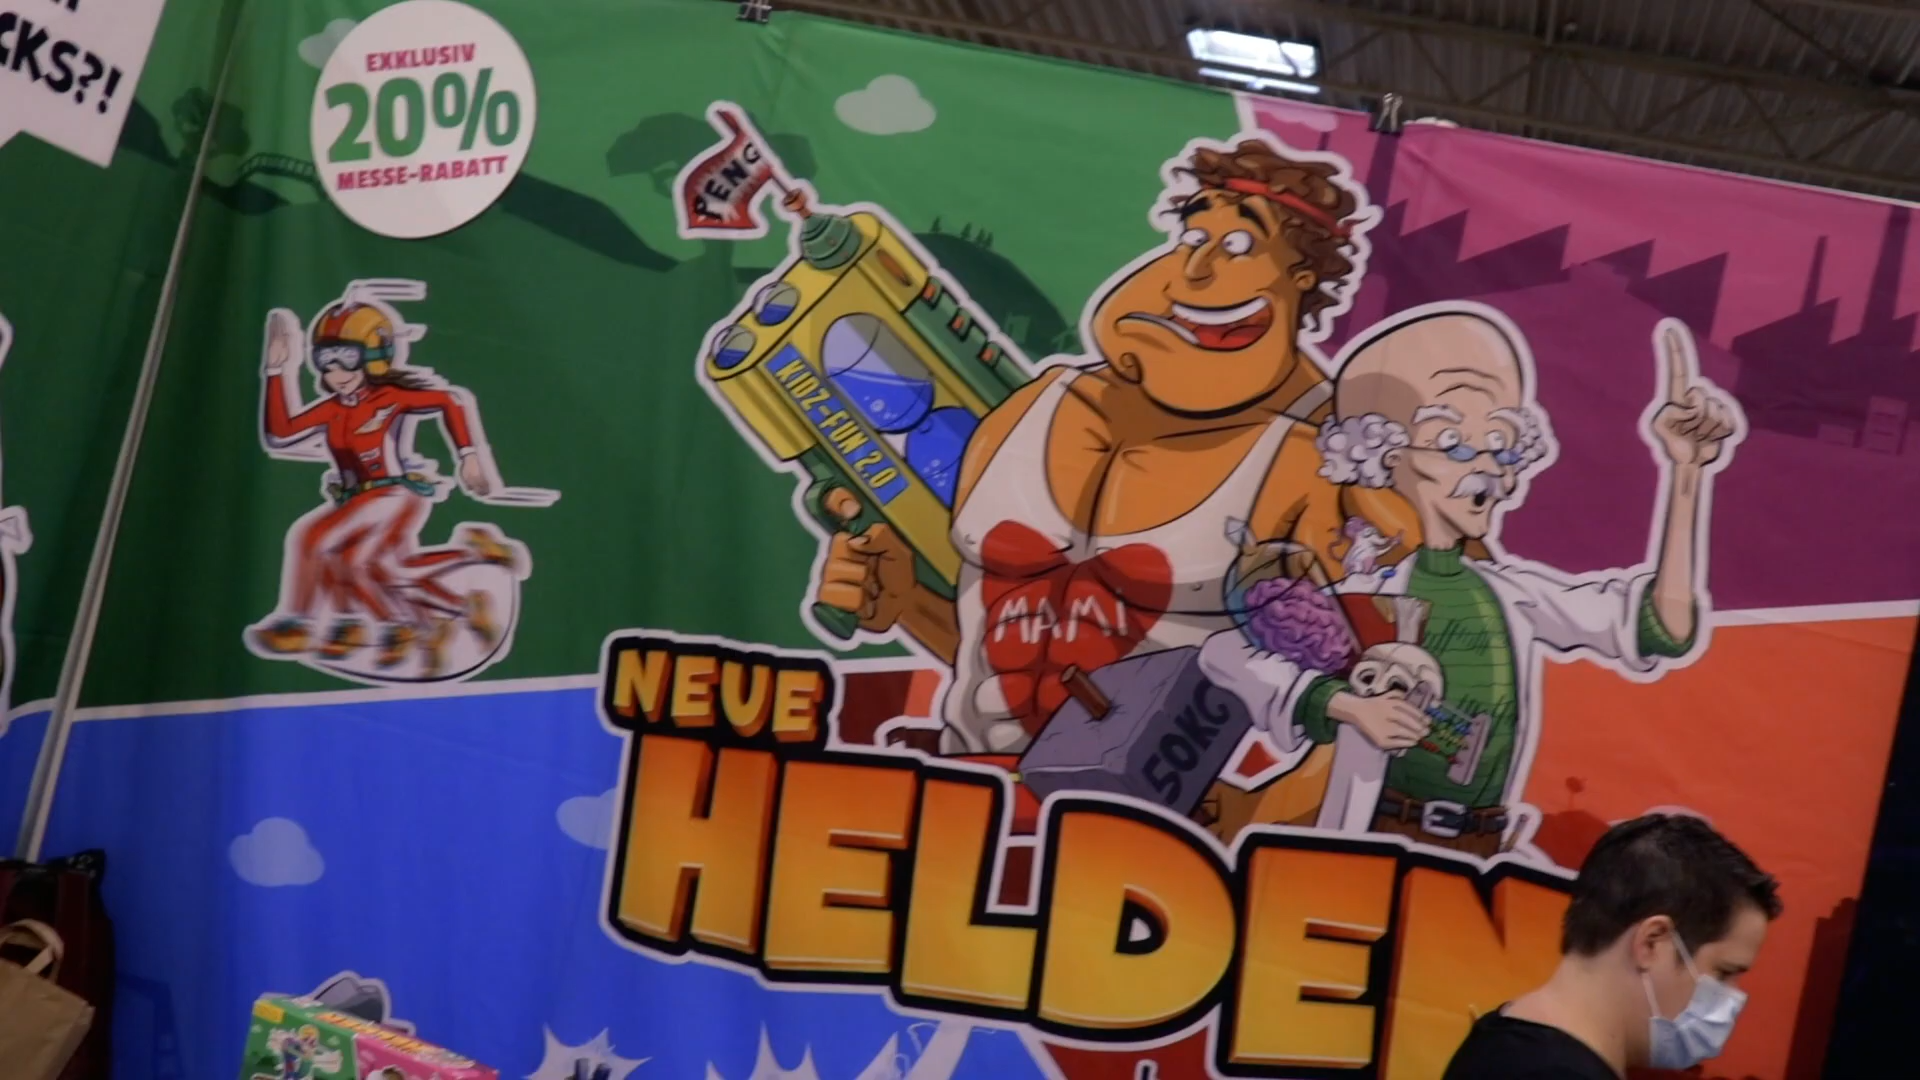 CKS?!
EXKLUSIV
20%
MESSE-RABATT
PENG
KIDZ-FUN 2.0
MAMI
50KG
NEUE
HELDEN